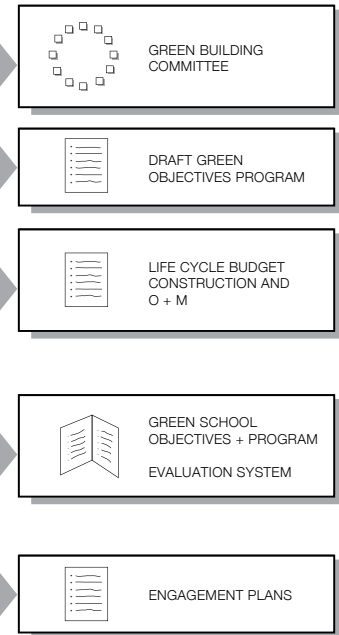 GREEN BUILDING
COMMITTEE
DRAFT GREEN
OBJECTIVES PROGRAM
LIFE CYCLE BUDGET
CONSTRUCTION AND
O + M
GREEN SCHOOL
OBJECTIVES + PROGRAM
EVALUATION SYSTEM
ENGAGEMENT PLANS